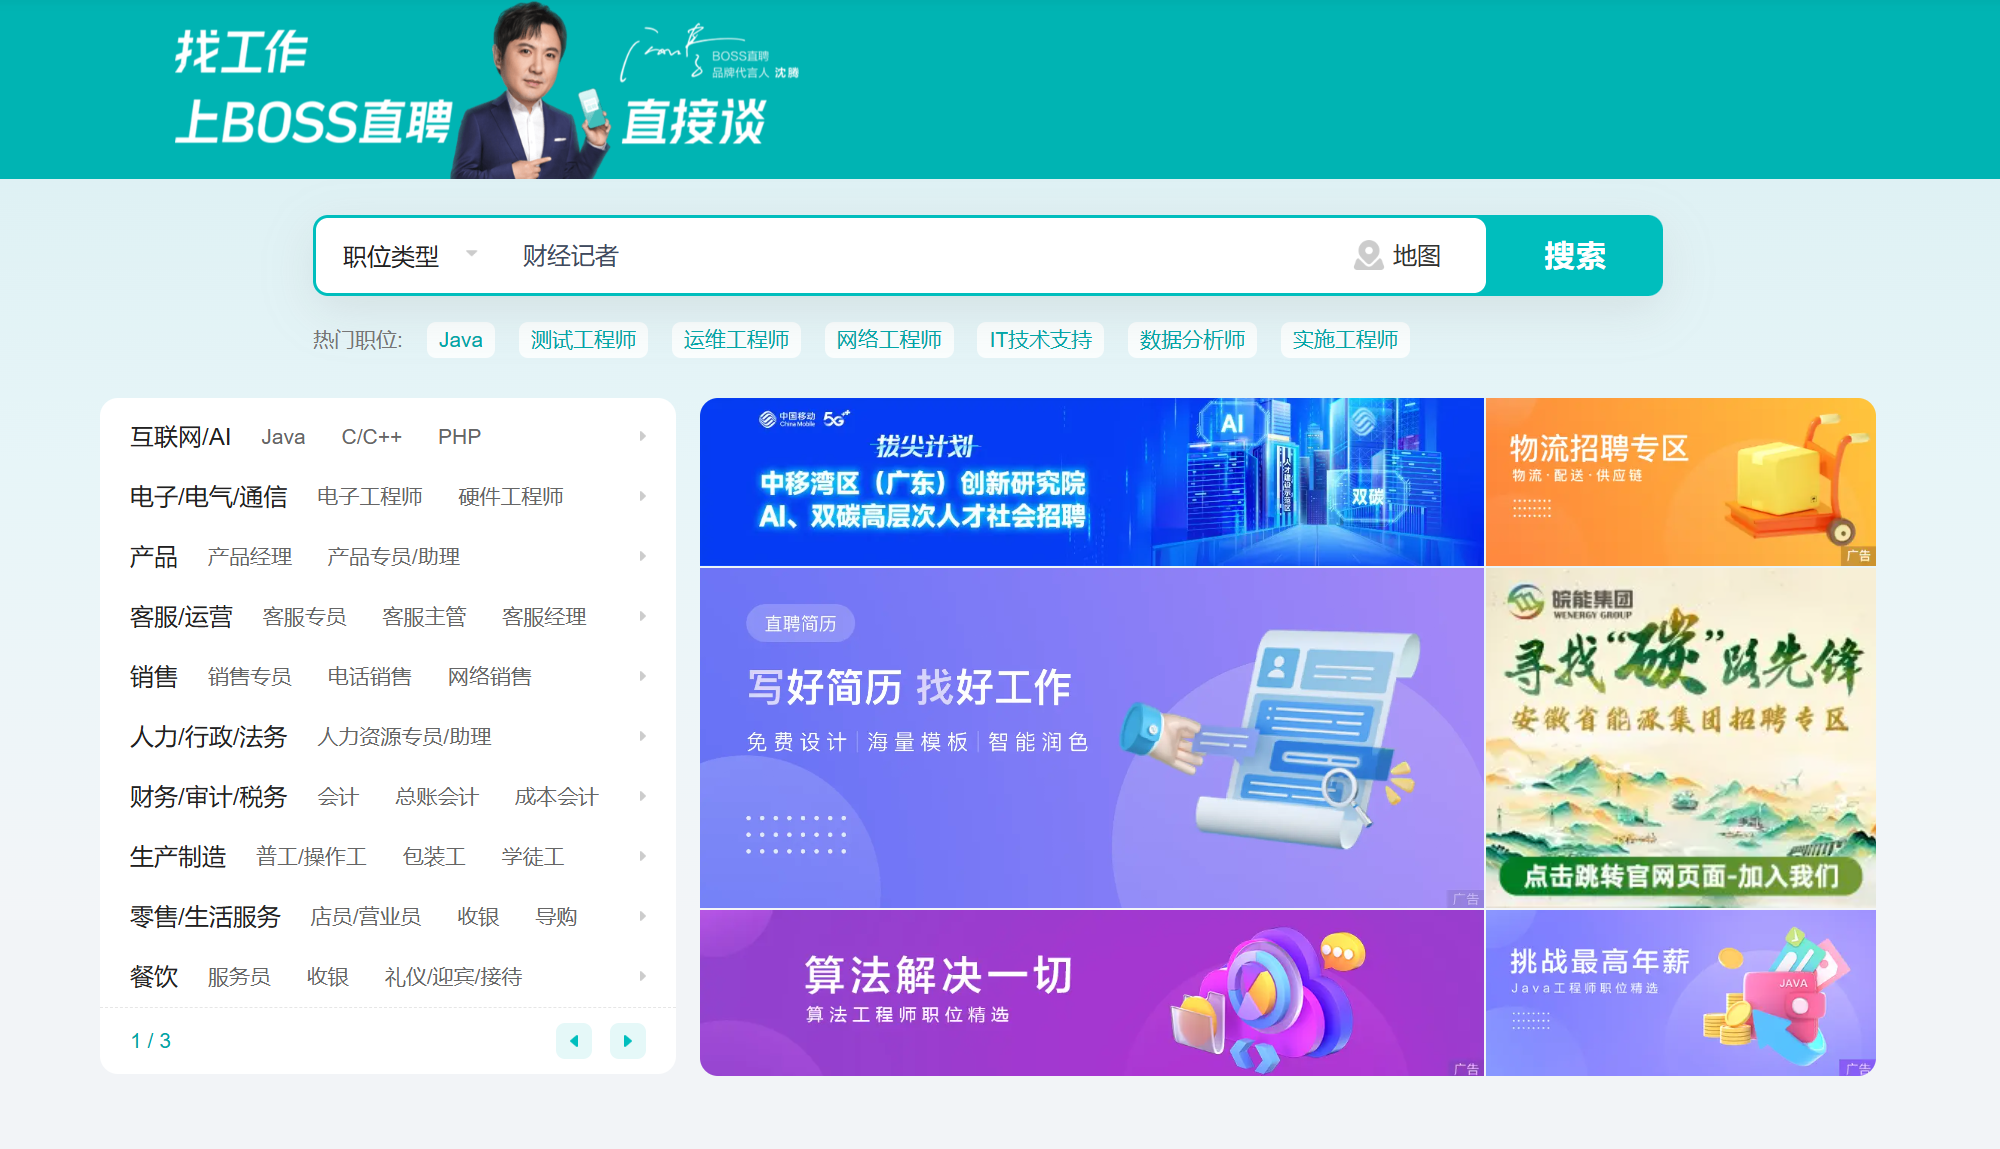 找工作
上BOSS直聘
直接谈
BOSS直聘
品牌代言人 沈腾
职位类型
财经记者
地图
搜索
热门职位:
Java
测试工程师
运维工程师
网络工程师
IT技术支持
数据分析师
实施工程师
互联网/AI Java C/C++ PHP
电子/电气/通信 电子工程师 硬件工程师
产品 产品经理 产品专员/助理
客服/运营 客服专员 客服主管 客服经理
销售 销售专员 电话销售 网络销售
人力/行政/法务 人力资源专员/助理
财务/审计/税务 会计 总账会计 成本会计
生产制造 普工/操作工 包装工 学徒工
零售/生活服务 店员/营业员 收银 导购
餐饮 服务员 收银 礼仪/迎宾/接待
1 / 3
中国移动
China Mobile
5G++
拔尖计划
中移湾区（广东）创新研究院
AI、双碳高层次人才社会招聘
AI
双碳
物流招聘专区
物流·配送·供应链
广告
直聘简历
写好简历 找好工作
免费设计 | 海量模板 | 智能润色
广告
皖能集团
WENERGY GROUP
寻找“碳”路先锋
安徽省能源集团招聘专区
点击跳转官网页面-加入我们
算法解决一切
算法工程师职位精选
广告
挑战最高年薪
Java工程师职位精选
JAVA
广告